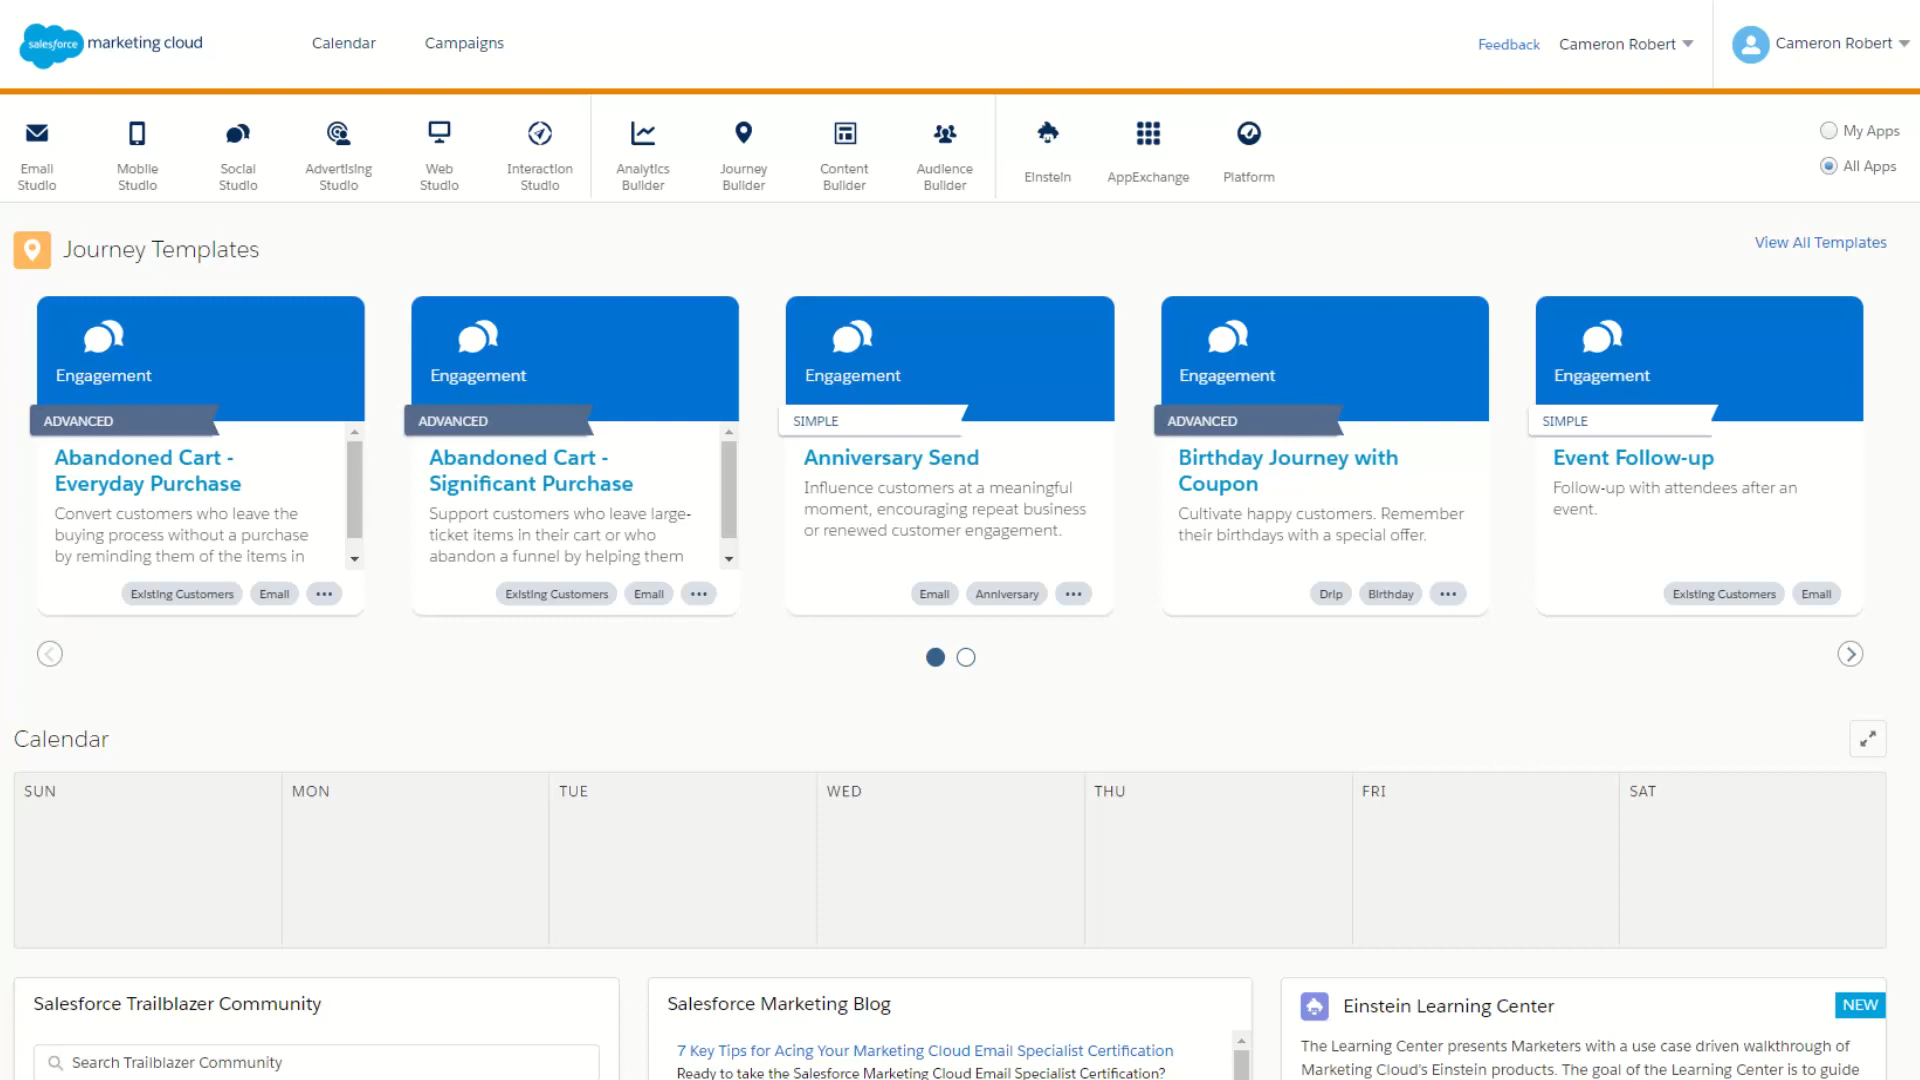 salesforce marketing cloud
Calendar
Campaigns
Feedback
Cameron Robert
Cameron Robert
Email
Studio
Mobile
Studio
Social
Studio
Advertising
Studio
Web
Studio
Interaction
Studio
Analytics
Builder
Journey
Builder
Content
Builder
Audience
Builder
Einstein
AppExchange
Platform
My Apps
All Apps
Journey Templates
View All Templates
Engagement
ADVANCED
Abandoned Cart -
Everyday Purchase
Convert customers who leave the
buying process without a purchase
by reminding them of the items in
Existing Customers
Email
•••
Engagement
ADVANCED
Abandoned Cart -
Significant Purchase
Support customers who leave large-
ticket items in their cart or who
abandon a funnel by helping them
Existing Customers
Email
•••
Engagement
SIMPLE
Anniversary Send
Influence customers at a meaningful
moment, encouraging repeat business
or renewed customer engagement.
Email
Anniversary
•••
Engagement
ADVANCED
Birthday Journey with
Coupon
Cultivate happy customers. Remember
their birthdays with a special offer.
Drip
Birthday
•••
Engagement
SIMPLE
Event Follow-up
Follow-up with attendees after an
event.
Existing Customers
Email
Calendar
SUN
MON
TUE
WED
THU
FRI
SAT
Salesforce Trailblazer Community
Search Trailblazer Community
Salesforce Marketing Blog
7 Key Tips for Acing Your Marketing Cloud Email Specialist Certification
Ready to take the Salesforce Marketing Cloud Email Specialist Certification?
Einstein Learning Center
NEW
The Learning Center presents Marketers with a use case driven walkthrough of
Marketing Cloud's Einstein products. The goal of the Learning Center is to guide